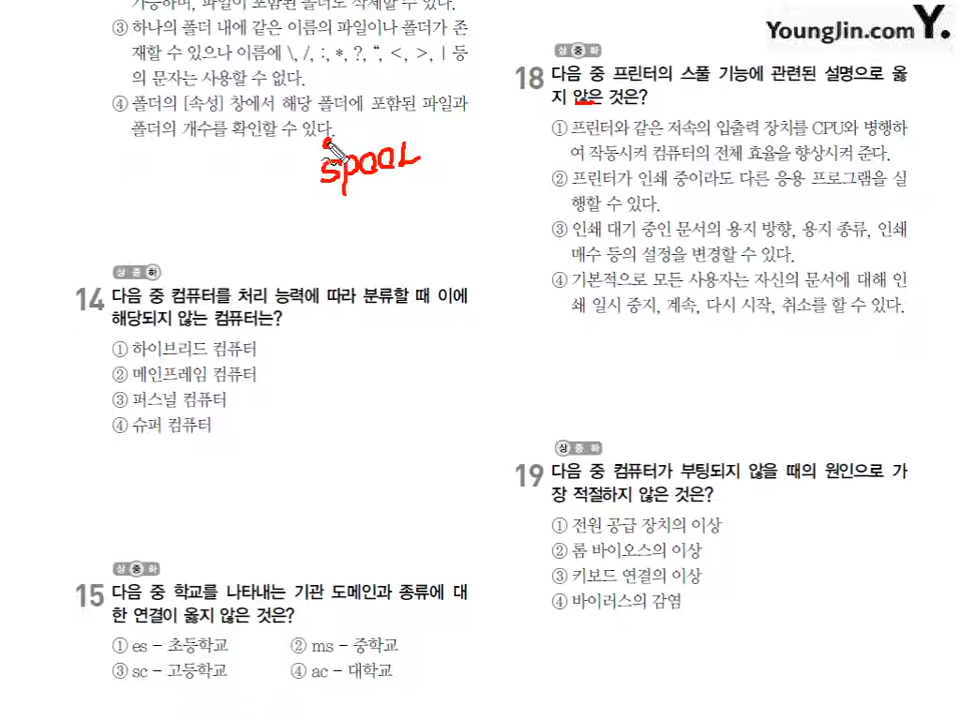 가능하며, 파일이 포함된 폴더도 삭제할 수 있다.
③ 하나의 폴더 내에 같은 이름의 파일이나 폴더가 존
재할 수 있으나 이름에 \, /, :, *, ?, “, <, >, | 등
의 문자는 사용할 수 없다.
④ 폴더의 [속성] 창에서 해당 폴더에 포함된 파일과
폴더의 개수를 확인할 수 있다.
SPOOL
상 중 하
14 다음 중 컴퓨터를 처리 능력에 따라 분류할 때 이에
해당되지 않는 컴퓨터는?
① 하이브리드 컴퓨터
② 메인프레임 컴퓨터
③ 퍼스널 컴퓨터
④ 슈퍼 컴퓨터
상 중 하
15 다음 중 학교를 나타내는 기관 도메인과 종류에 대
한 연결이 옳지 않은 것은?
① es - 초등학교 ② ms - 중학교
③ sc - 고등학교 ④ ac - 대학교
YoungJin.com Y.
상 중 하
18 다음 중 프린터의 스풀 기능에 관련된 설명으로 옳
지 않은 것은?
① 프린터와 같은 저속의 입출력 장치를 CPU와 병행하
여 작동시켜 컴퓨터의 전체 효율을 향상시켜 준다.
② 프린터가 인쇄 중이라도 다른 응용 프로그램을 실
행할 수 있다.
③ 인쇄 대기 중인 문서의 용지 방향, 용지 종류, 인쇄
매수 등의 설정을 변경할 수 있다.
④ 기본적으로 모든 사용자는 자신의 문서에 대해 인
쇄 일시 중지, 계속, 다시 시작, 취소를 할 수 있다.
상 중 하
19 다음 중 컴퓨터가 부팅되지 않을 때의 원인으로 가
장 적절하지 않은 것은?
① 전원 공급 장치의 이상
② 롬 바이오스의 이상
③ 키보드 연결의 이상
④ 바이러스의 감염